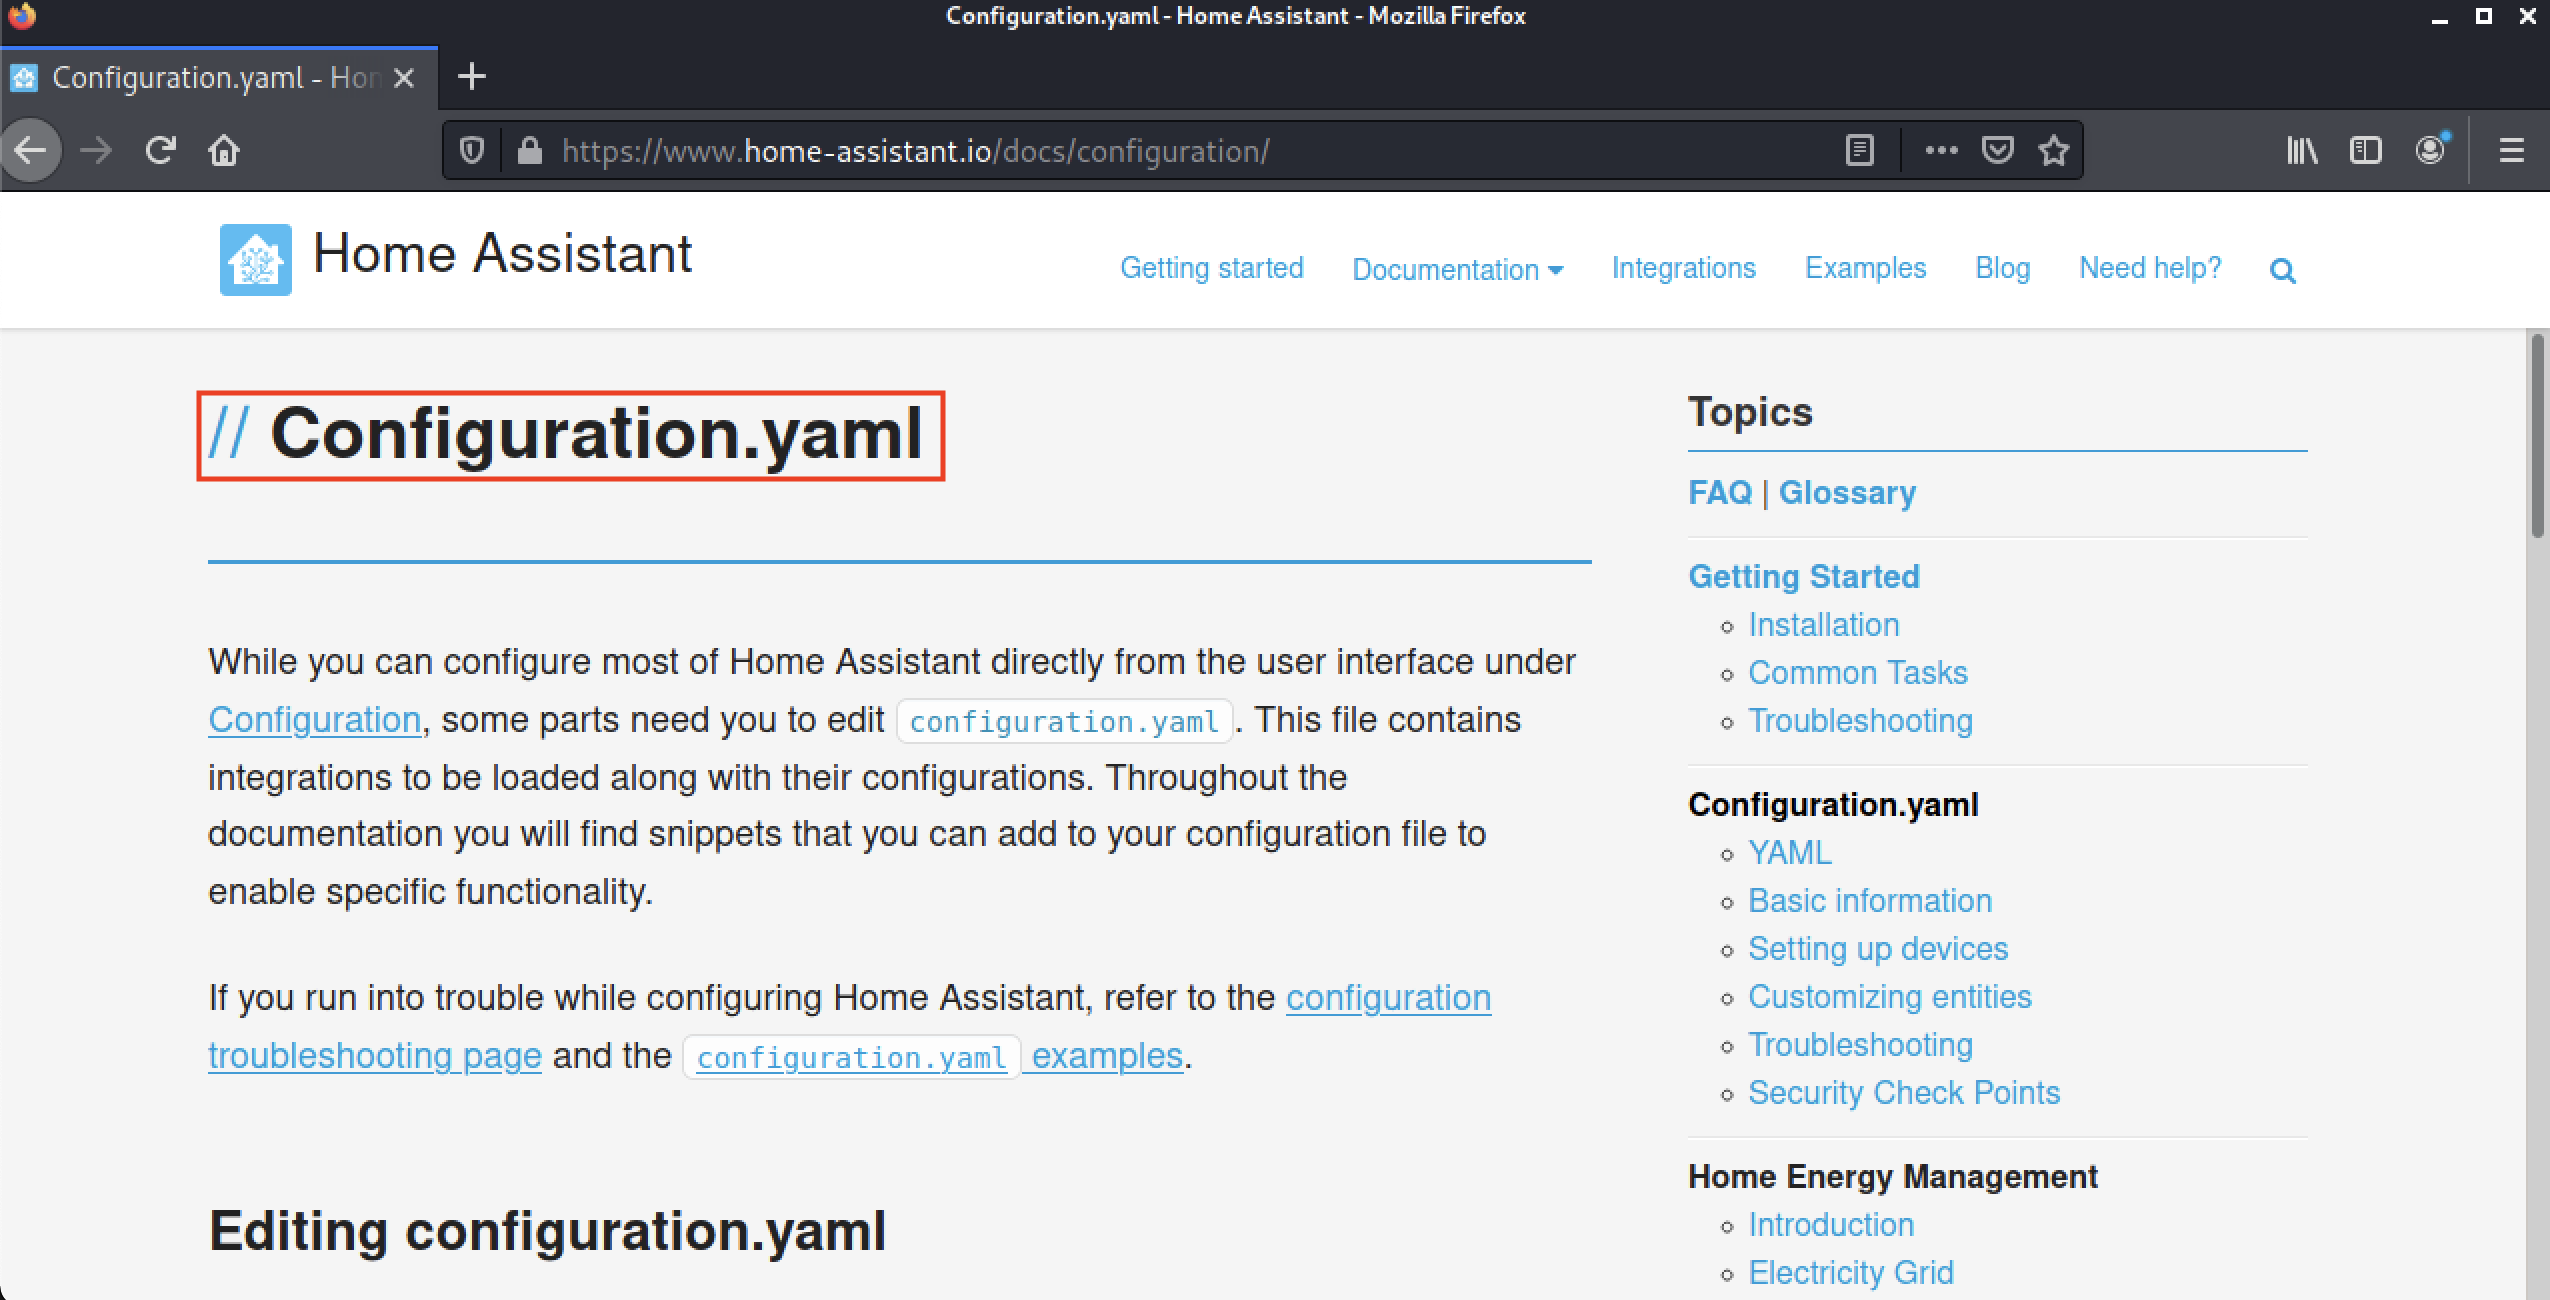 Configuration.yaml - Home Assistant - Mozilla Firefox
Configuration.yaml - Hon
https://www.home-assistant.io/docs/configuration/
Home Assistant
Getting started Documentation Integrations Examples Blog Need help?
// Configuration.yaml
While you can configure most of Home Assistant directly from the user interface under
Configuration, some parts need you to edit configuration.yaml. This file contains
integrations to be loaded along with their configurations. Throughout the
documentation you will find snippets that you can add to your configuration file to
enable specific functionality.
If you run into trouble while configuring Home Assistant, refer to the configuration
troubleshooting page and the configuration.yaml examples.
Editing configuration.yaml
Topics
FAQ | Glossary
Getting Started
Installation
Common Tasks
Troubleshooting
Configuration.yaml
YAML
Basic information
Setting up devices
Customizing entities
Troubleshooting
Security Check Points
Home Energy Management
Introduction
Electricity Grid